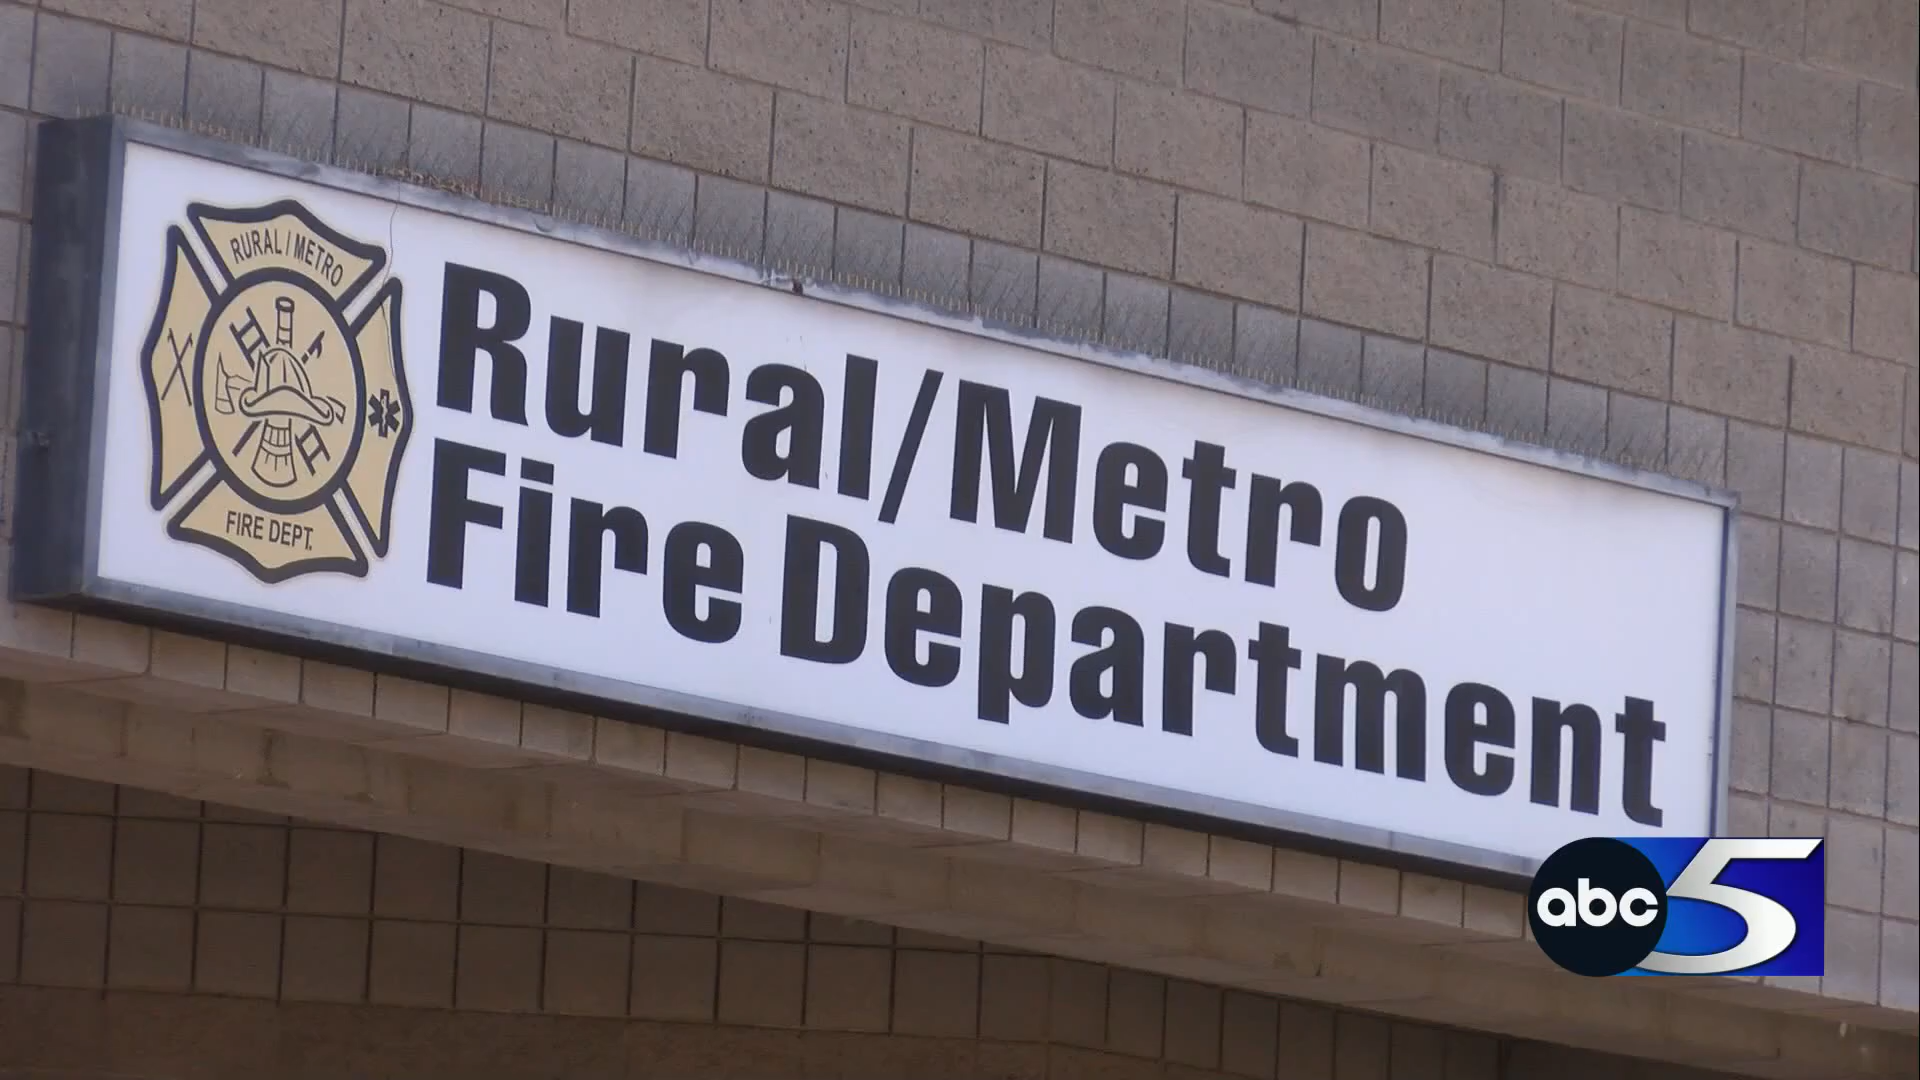 RURAL / METRO
FIRE DEPT.
Rural/Metro
Fire Department
abc 5